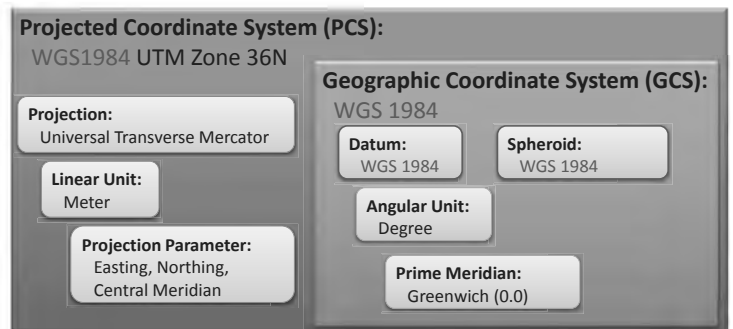 Projected Coordinate System (PCS):
WGS1984 UTM Zone 36N
Projection:
Universal Transverse Mercator
Linear Unit:
Meter
Projection Parameter:
Easting, Northing,
Central Meridian
Geographic Coordinate System (GCS):
WGS 1984
Datum:
WGS 1984
Spheroid:
WGS 1984
Angular Unit:
Degree
Prime Meridian:
Greenwich (0.0)